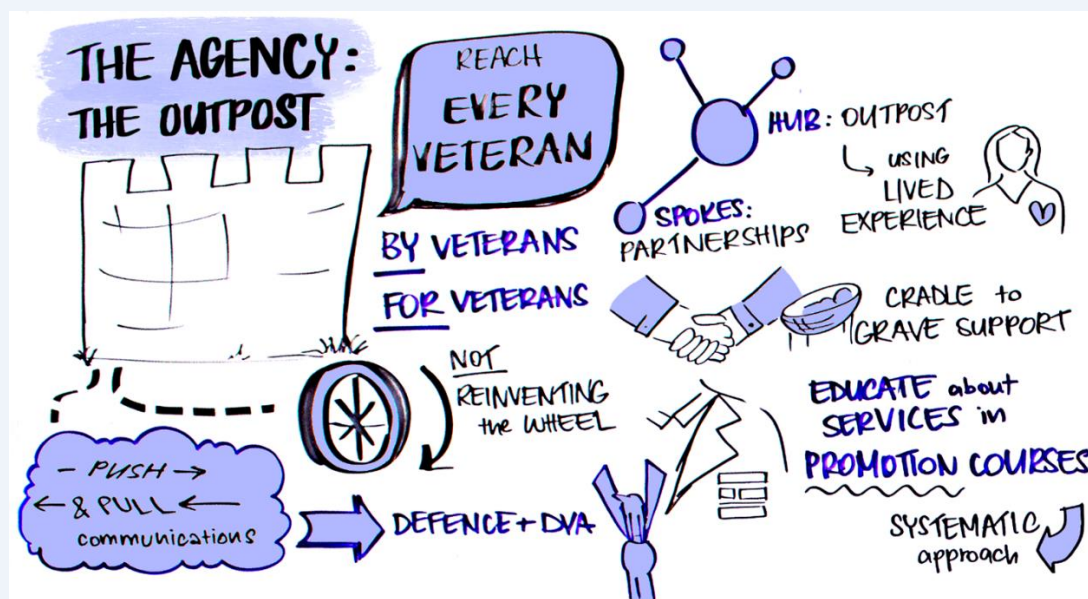 THE AGENCY:
THE OUTPOST
REACH
EVERY
VETERAN
BY VETERANS
FOR VETERANS
NOT
REINVENTING
the WHEEL
- PUSH →
← & PULL ←
communications
DEFENCE + DVA
HUB: OUTPOST
USING
LIVED
EXPERIENCE
SPOKES:
PARTNERSHIPS
CRADLE to
GRAVE SUPPORT
EDUCATE about
SERVICES in
PROMOTION COURSES
SYSTEMATIC
approach